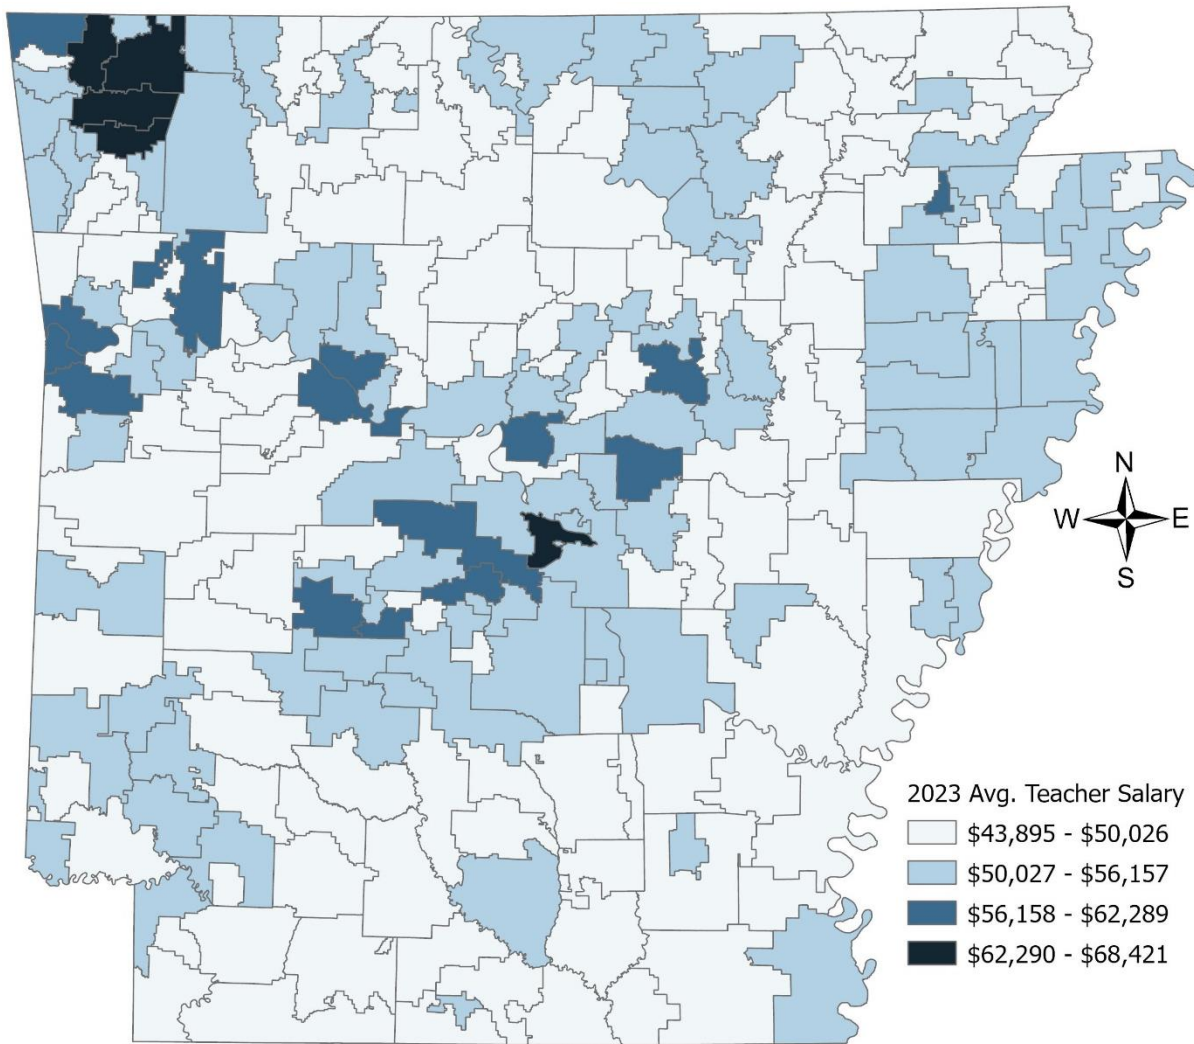 N
W E
S
2023 Avg. Teacher Salary
$43,895 - $50,026
$50,027 - $56,157
$56,158 - $62,289
$62,290 - $68,421